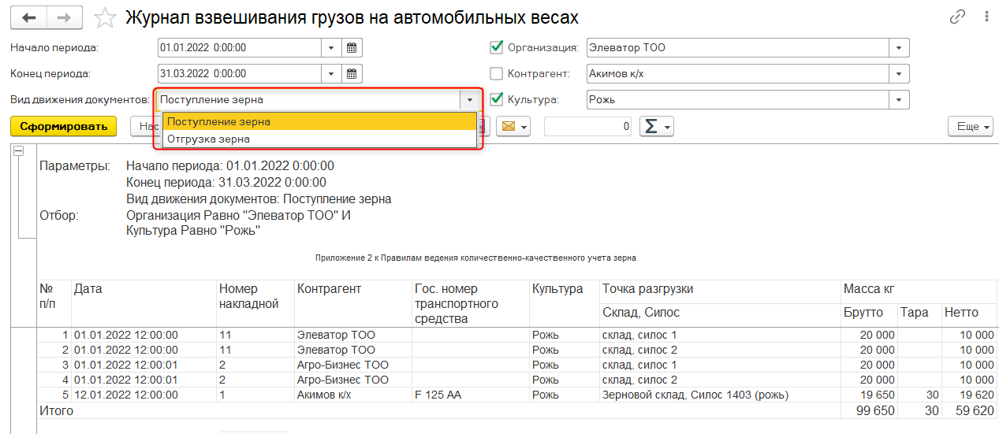 Журнал взвешивания грузов на автомобильных весах
Начало периода: 01.01.2022 0:00:00 Организация: Элеватор ТОО
Конец периода: 31.03.2022 0:00:00 Контрагент: Акимов к/х
Вид движения документов: Поступление зерна Культура: Рожь
Поступление зерна
Отгрузка зерна
Сформировать Нас 0 Σ Еще
Параметры: Начало периода: 01.01.2022 0:00:00
Конец периода: 31.03.2022 0:00:00
Вид движения документов: Поступление зерна
Отбор: Организация Равно "Элеватор ТОО" И
Культура Равно "Рожь"
Приложение 2 к Правилам ведения количественно-качественного учета зерна
№ п/п Дата Номер накладной Контрагент Гос. номер транспортного средства Культура Точка разгрузки Масса кг
Склад, Силос Брутто Тара Нетто
1 01.01.2022 12:00:00 11 Элеватор ТОО Рожь склад, силос 1 20 000 10 000
2 01.01.2022 12:00:00 11 Элеватор ТОО Рожь склад, силос 2 20 000 10 000
3 01.01.2022 12:00:01 2 Агро-Бизнес ТОО Рожь склад, силос 1 20 000 10 000
4 01.01.2022 12:00:01 2 Агро-Бизнес ТОО Рожь склад, силос 2 20 000 10 000
5 12.01.2022 12:00:00 1 Акимов к/х F 125 AA Рожь Зерновой склад, Силос 1403 (рожь) 19 650 30 19 620
Итого 99 650 30 59 620